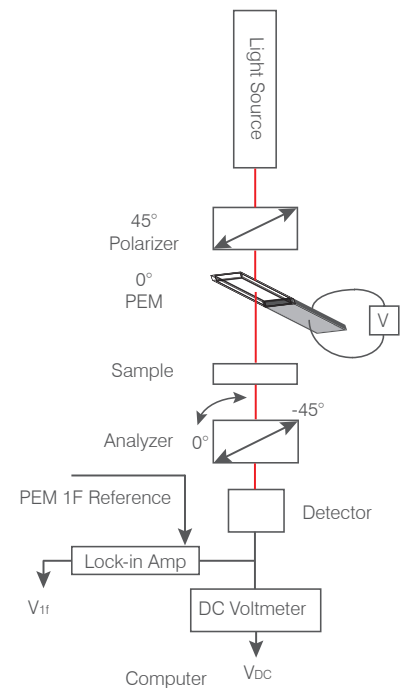 Light Source
45°
Polarizer
0°
PEM
V
Sample
-45°
Analyzer 0°
PEM 1F Reference
Detector
Lock-in Amp
V1f
DC Voltmeter
VDC
Computer